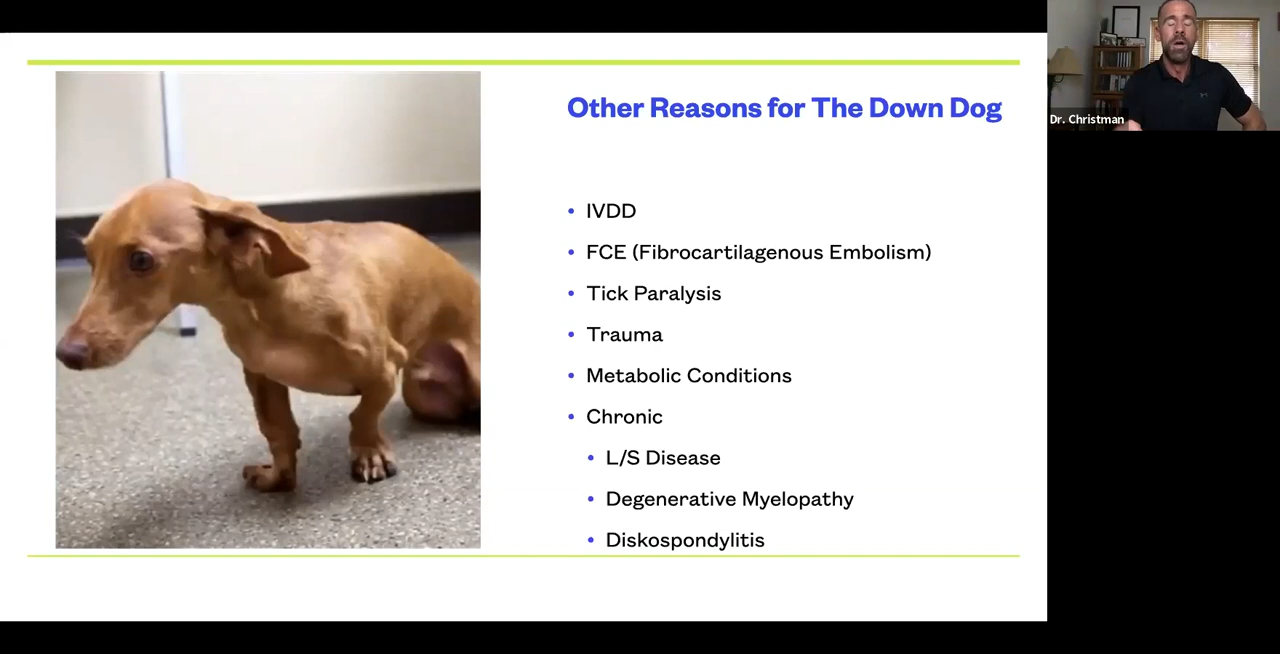 Other Reasons for The Down Dog
IVDD
FCE (Fibrocartilagenous Embolism)
Tick Paralysis
Trauma
Metabolic Conditions
Chronic
L/S Disease
Degenerative Myelopathy
Diskospondylitis
Dr. Christman